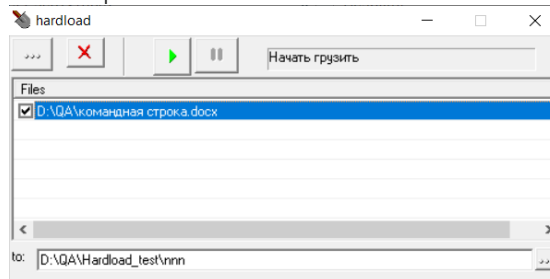 hardload
... Начать грузить
Files
D:\QA\командная строка.docx
to: D:\QA\Hardload_test\nnn ...